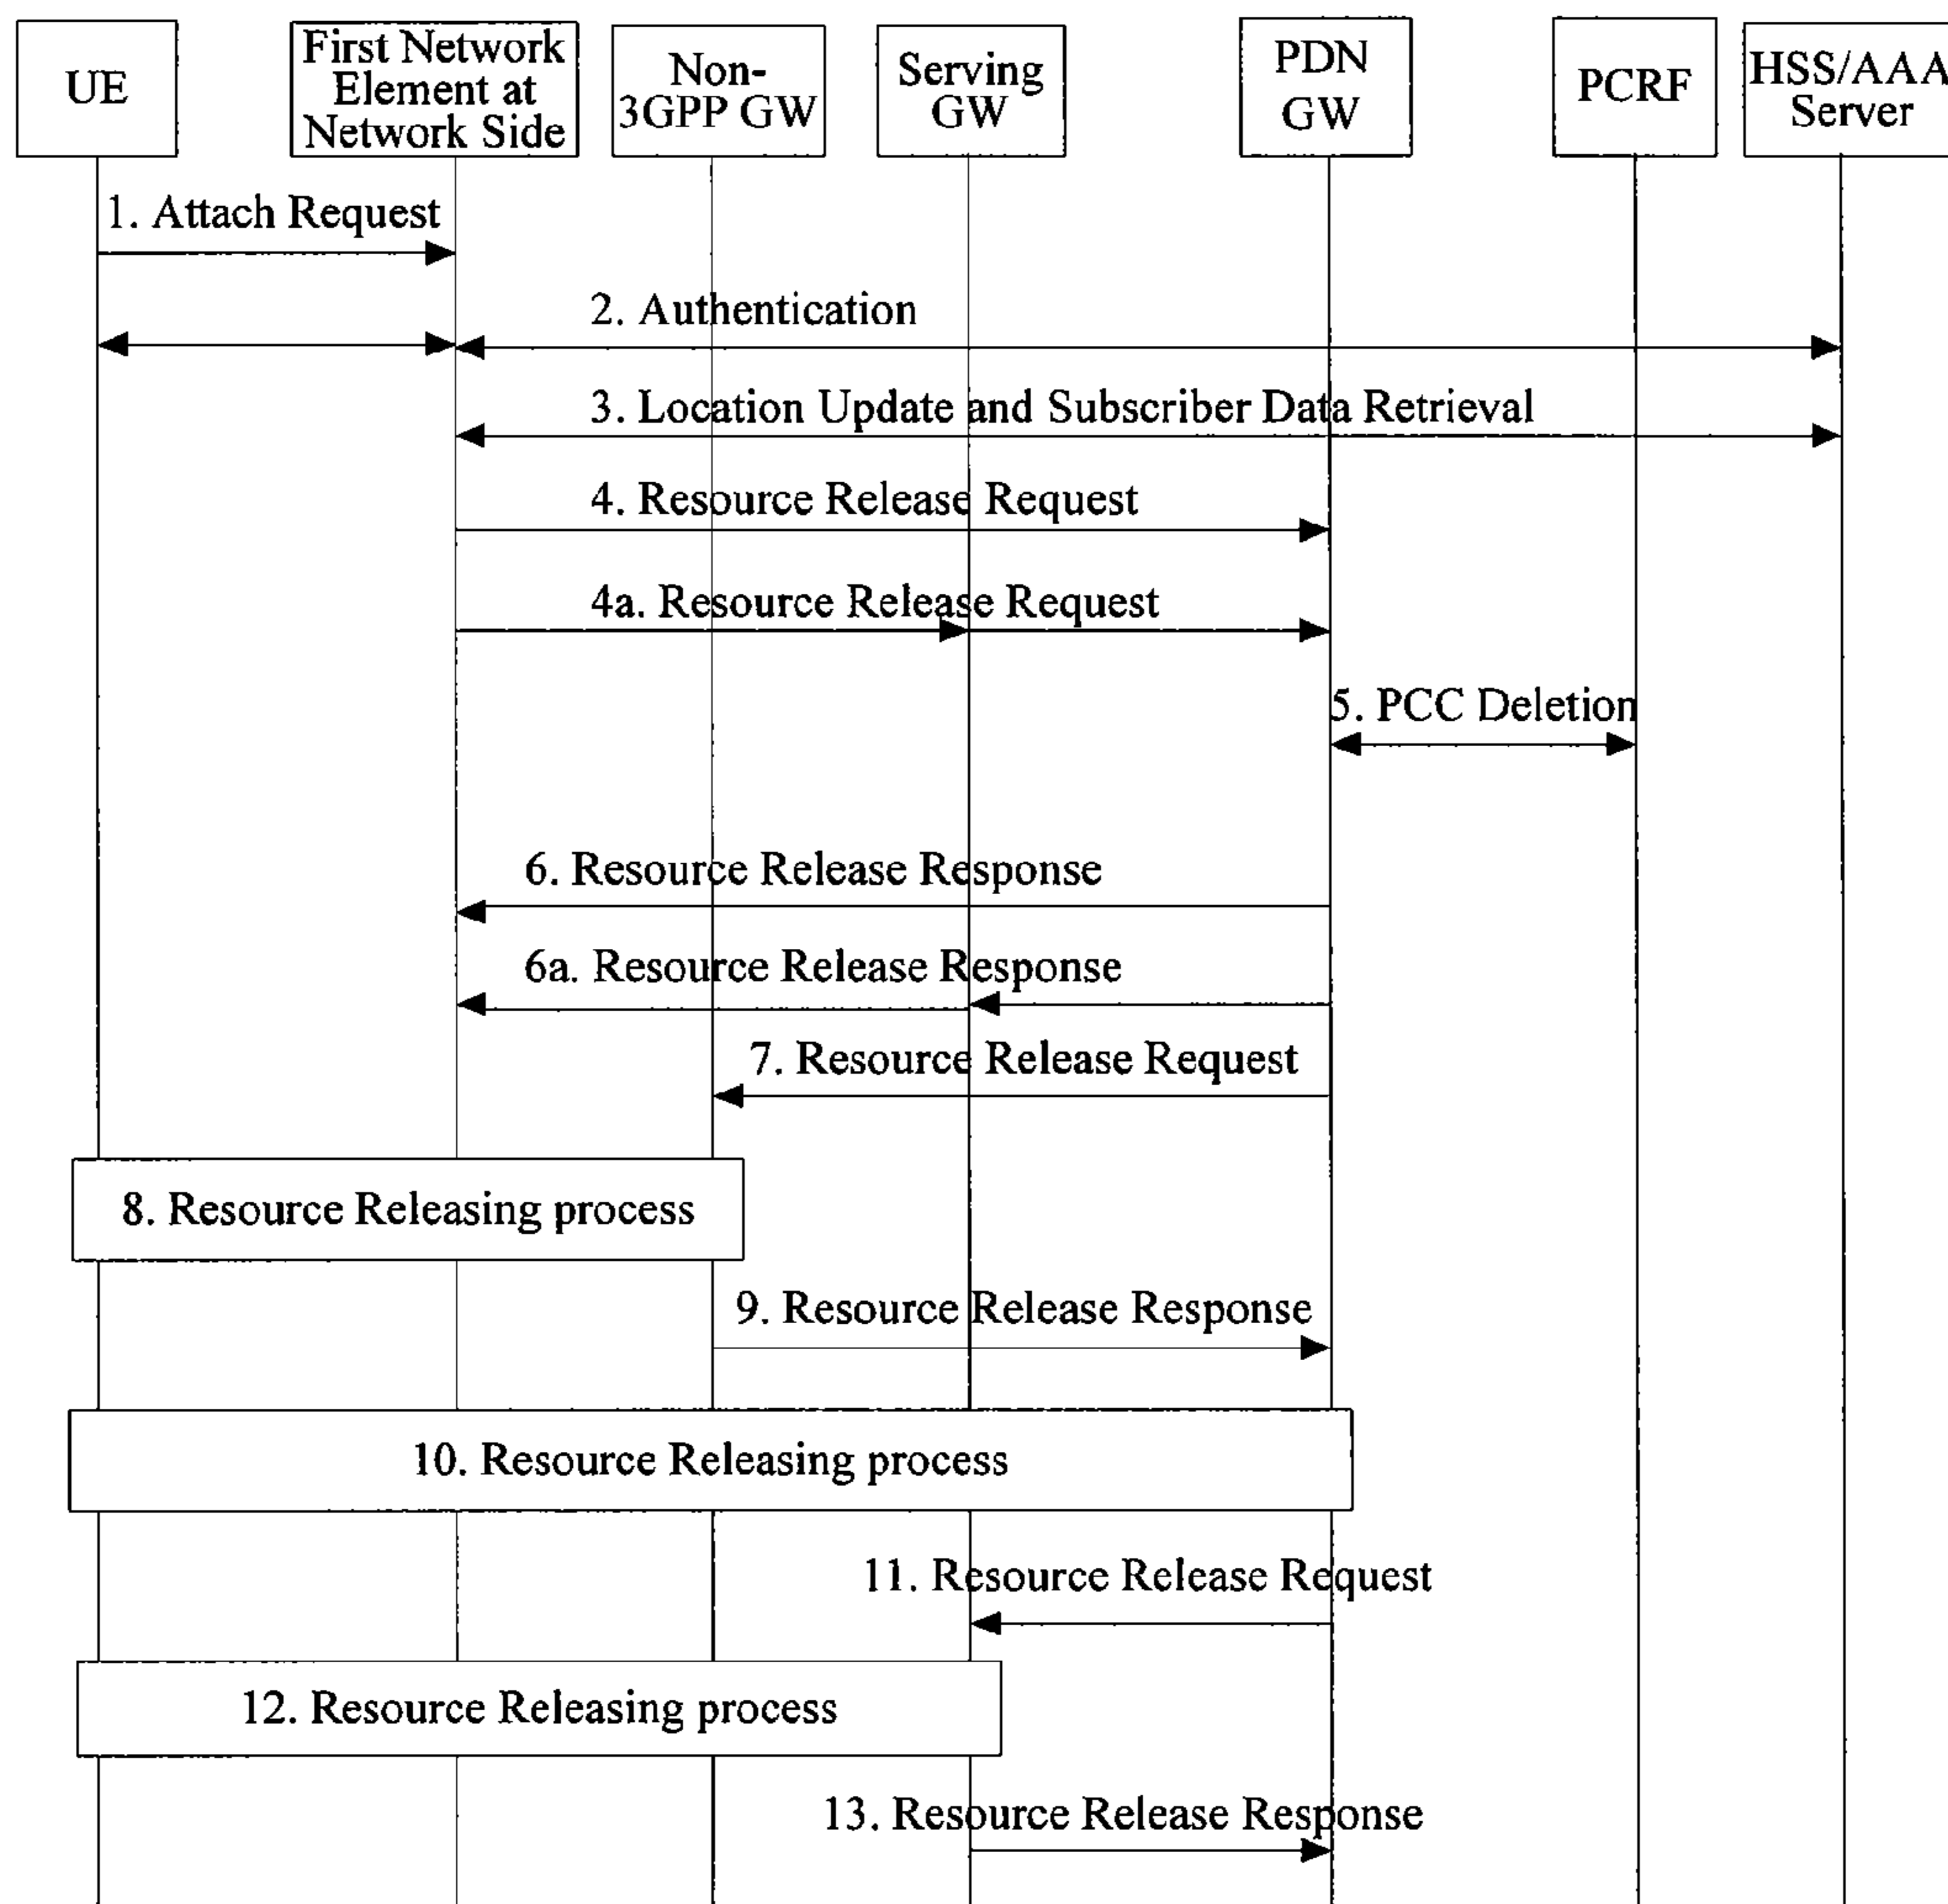 UE
First Network
Element at
Network Side
Non-
3GPP GW
Serving
GW
PDN
GW
PCRF
HSS/AAA
Server
1. Attach Request
2. Authentication
3. Location Update and Subscriber Data Retrieval
4. Resource Release Request
4a. Resource Release Request
5. PCC Deletion
6. Resource Release Response
6a. Resource Release Response
7. Resource Release Request
8. Resource Releasing process
9. Resource Release Response
10. Resource Releasing process
11. Resource Release Request
12. Resource Releasing process
13. Resource Release Response